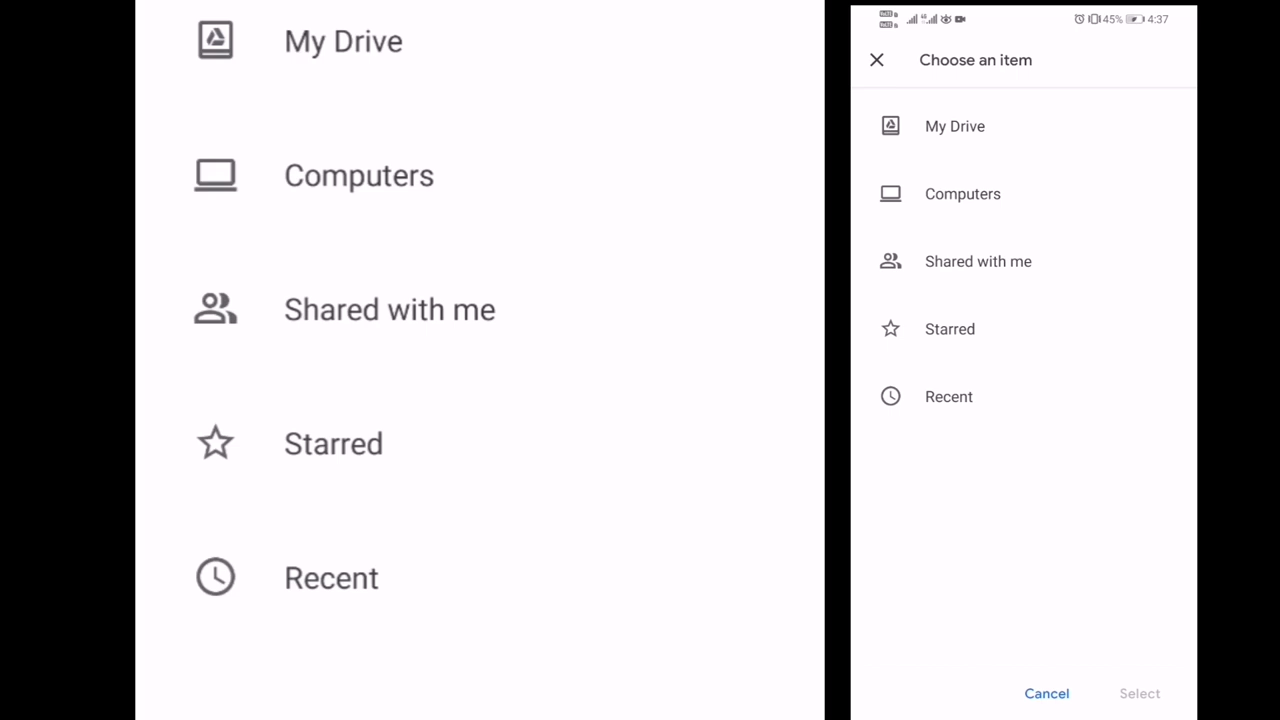 My Drive
Computers
Shared with me
Starred
Recent
45% 4:37
Choose an item
My Drive
Computers
Shared with me
Starred
Recent
Cancel Select